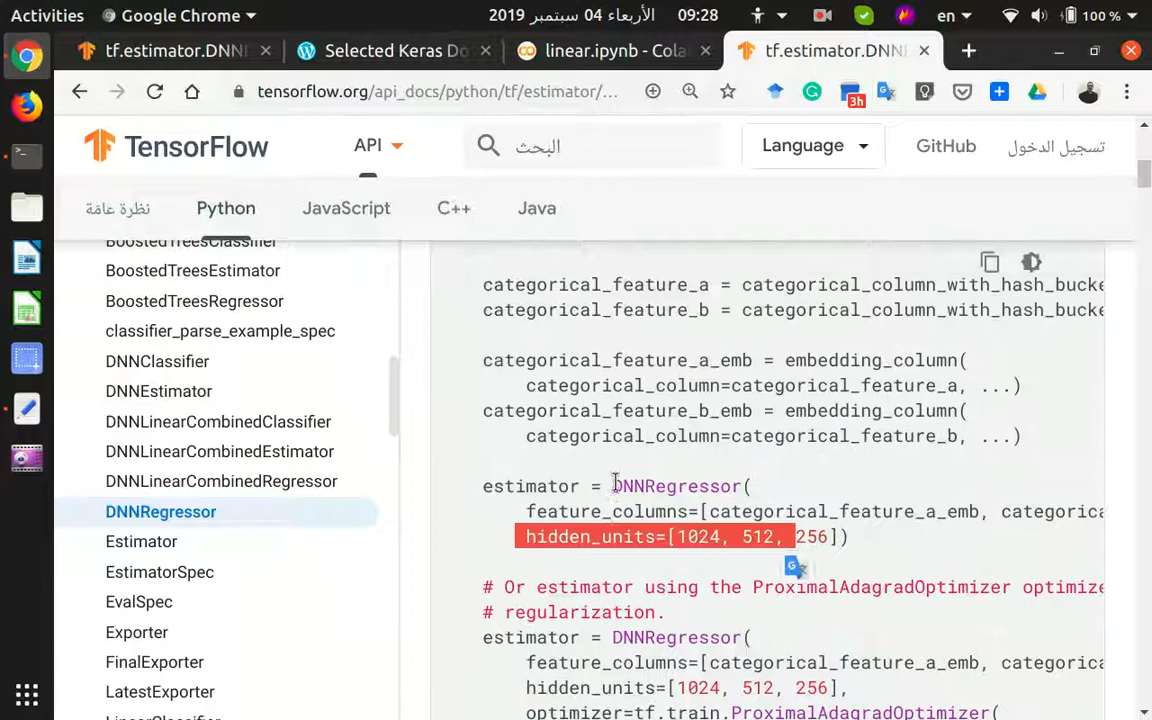 Activities
Google Chrome
الأربعاء 04 سبتمبر 2019
09:28
en
100 %
tf.estimator.DNNI
Selected Keras Do
linear.ipynb - Cola
tf.estimator.DNNI
tensorflow.org/api_docs/python/tf/estimator/...
3h
TensorFlow
API
البحث
Language
GitHub
تسجيل الدخول
نظرة عامّة
Python
JavaScript
C++
Java
BoostedTreesClassifier
BoostedTreesEstimator
BoostedTreesRegressor
classifier_parse_example_spec
DNNClassifier
DNNEstimator
DNNLinearCombinedClassifier
DNNLinearCombinedEstimator
DNNLinearCombinedRegressor
DNNRegressor
Estimator
EstimatorSpec
EvalSpec
Exporter
FinalExporter
LatestExporter
categorical_feature_a = categorical_column_with_hash_bucke
categorical_feature_b = categorical_column_with_hash_bucke
categorical_feature_a_emb = embedding_column(
categorical_column=categorical_feature_a, ...)
categorical_feature_b_emb = embedding_column(
categorical_column=categorical_feature_b, ...)
estimator = DNNRegressor(
feature_columns=[categorical_feature_a_emb, categorica
hidden_units=[1024, 512, 256])
# Or estimator using the ProximalAdagradOptimizer optimize
# regularization.
estimator = DNNRegressor(
feature_columns=[categorical_feature_a_emb, categorica
hidden_units=[1024, 512, 256],
optimizer=tf.train.ProximalAdagradOptimizer(